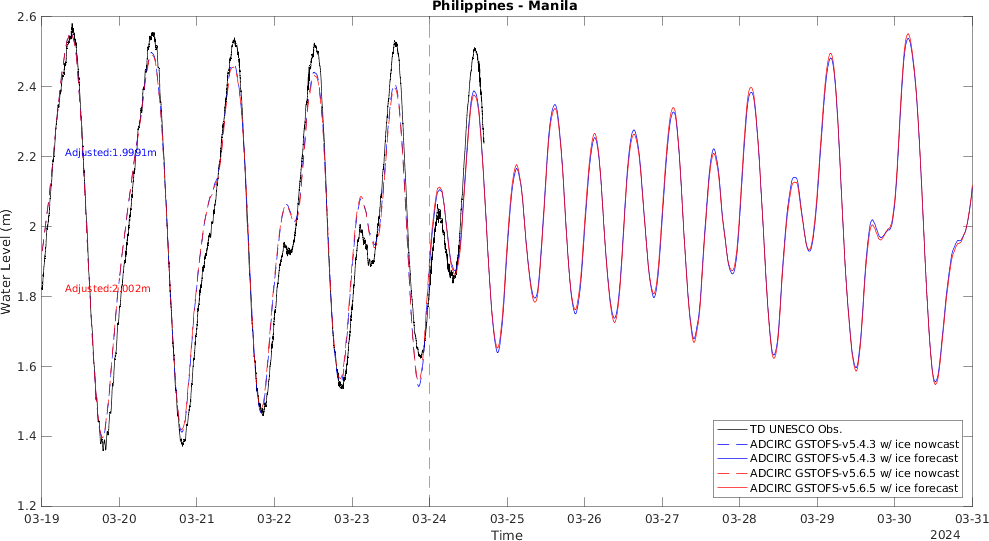 Philippines - Manila
2.6
2.4
2.2
2
1.8
1.6
1.4
1.2
Water Level (m)
Adjusted:1.9991m
Adjusted:2.002m
TD UNESCO Obs.
ADCIRC GSTOFS-v5.4.3 w/ ice nowcast
ADCIRC GSTOFS-v5.4.3 w/ ice forecast
ADCIRC GSTOFS-v5.6.5 w/ ice nowcast
ADCIRC GSTOFS-v5.6.5 w/ ice forecast
03-19 03-20 03-21 03-22 03-23 03-24 03-25 03-26 03-27 03-28 03-29 03-30 03-31
Time
2024